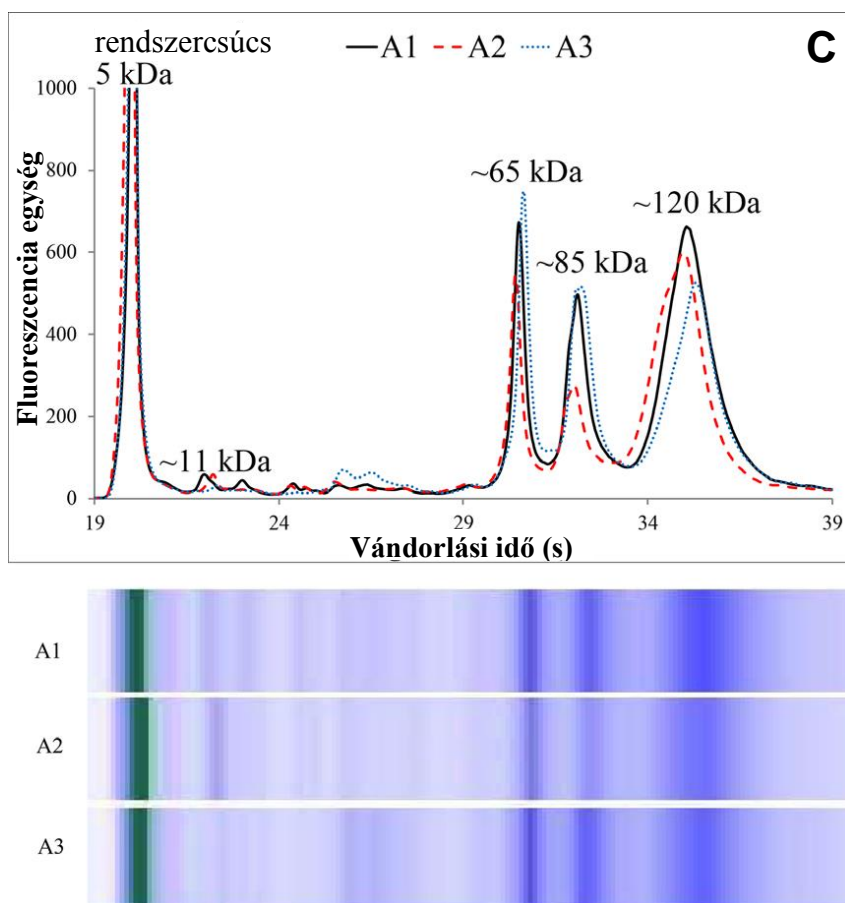 rendszercsúcs
5 kDa
A1 A2 A3
C
1000
800
600
400
200
0
~11 kDa
~65 kDa
~85 kDa
~120 kDa
Fluoreszcencia egység
19 24 29 34 39
Vándorlási idő (s)
A1
A2
A3